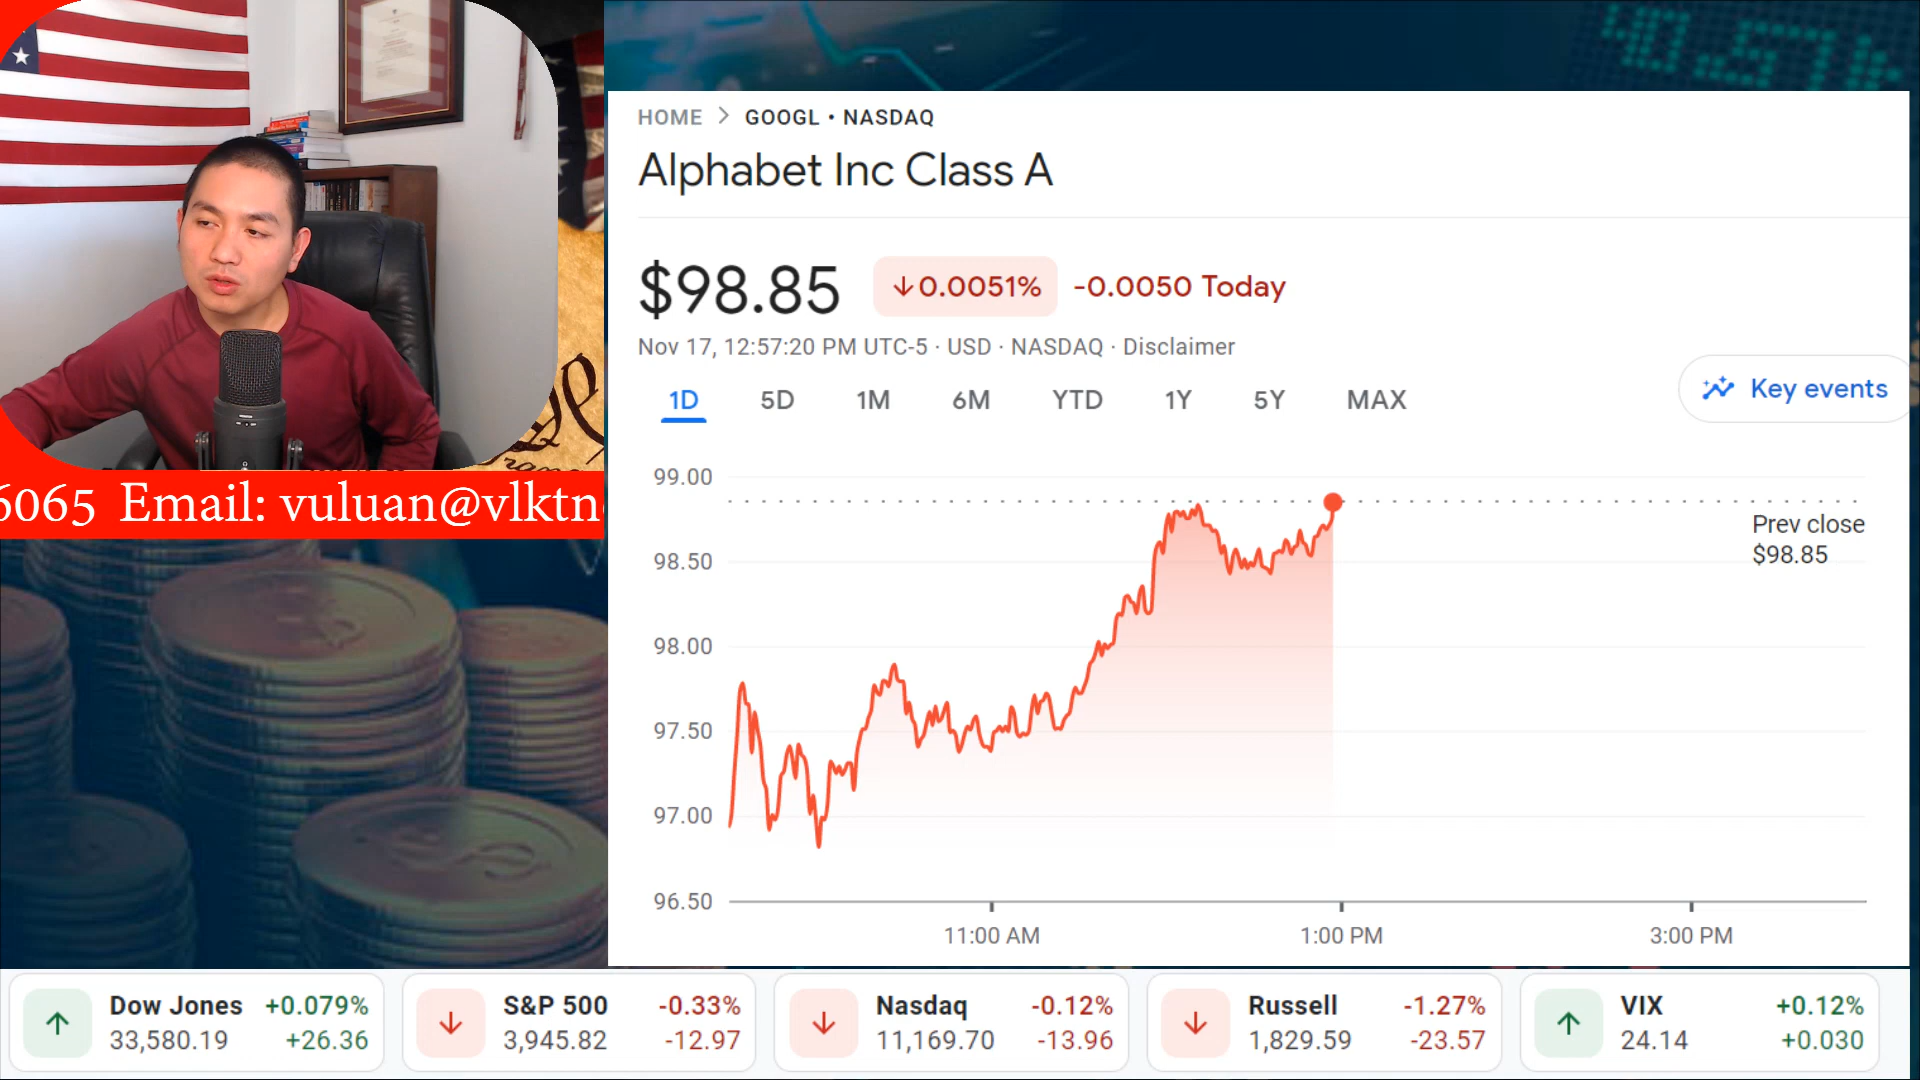 6065 Email: vuluan@vlktn
HOME > GOOGL • NASDAQ
Alphabet Inc Class A
$98.85 ↓0.0051% -0.0050 Today
Nov 17, 12:57:20 PM UTC-5 · USD · NASDAQ · Disclaimer
1D 5D 1M 6M YTD 1Y 5Y MAX
Key events
99.00
Prev close
$98.85
98.50
98.00
97.50
97.00
96.50
11:00 AM 1:00 PM 3:00 PM
Dow Jones +0.079%
33,580.19 +26.36
S&P 500 -0.33%
3,945.82 -12.97
Nasdaq -0.12%
11,169.70 -13.96
Russell -1.27%
1,829.59 -23.57
VIX +0.12%
24.14 +0.030